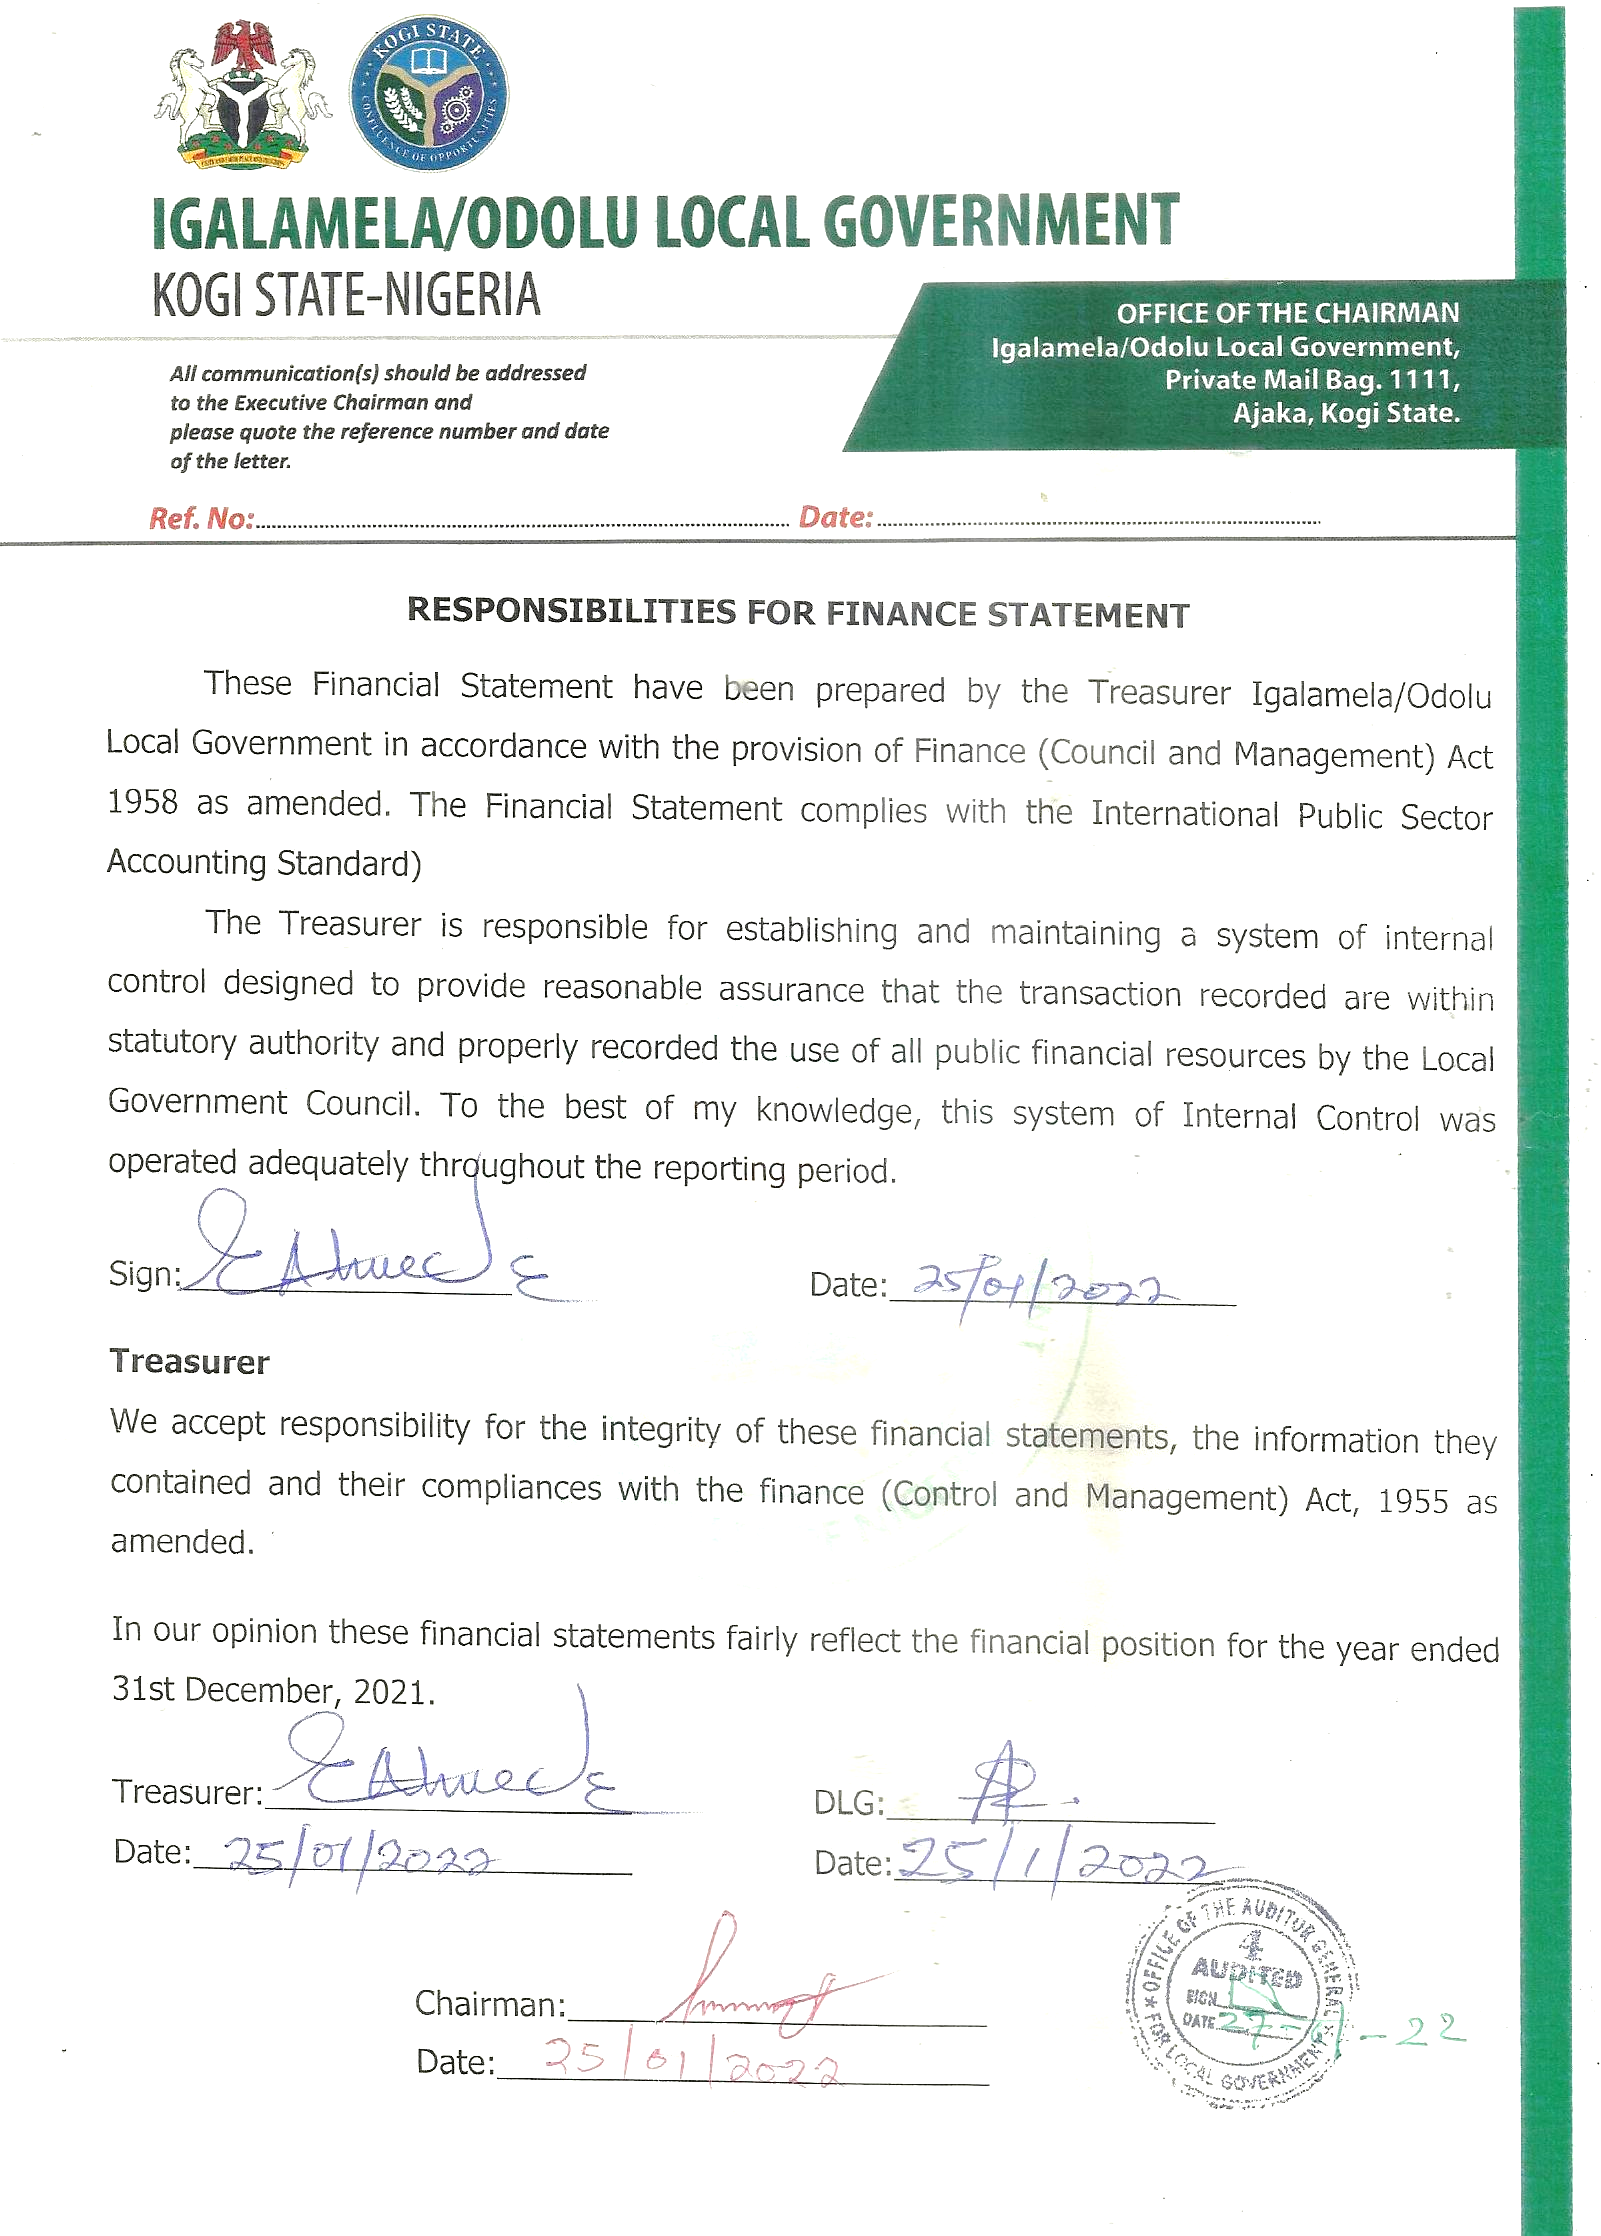 KOGI STATE
CONFLUENCE OF OPPORTUNITIES
IGALAMELA/ODOLU LOCAL GOVERNMENT
KOGI STATE-NIGERIA
OFFICE OF THE CHAIRMAN
Igalamela/Odolu Local Government,
Private Mail Bag. 1111,
Ajaka, Kogi State.
All communication(s) should be addressed
to the Executive Chairman and
please quote the reference number and date
of the letter.
Ref. No: Date:
RESPONSIBILITIES FOR FINANCE STATEMENT
These Financial Statement have been prepared by the Treasurer Igalamela/Odolu
Local Government in accordance with the provision of Finance (Council and Management) Act
1958 as amended. The Financial Statement complies with the International Public Sector
Accounting Standard)
The Treasurer is responsible for establishing and maintaining a system of internal
control designed to provide reasonable assurance that the transaction recorded are within
statutory authority and properly recorded the use of all public financial resources by the Local
Government Council. To the best of my knowledge, this system of Internal Control was
operated adequately throughout the reporting period.
Sign: Date: 25/01/2022
Treasurer
We accept responsibility for the integrity of these financial statements, the information they
contained and their compliances with the finance (Control and Management) Act, 1955 as
amended.
In our opinion these financial statements fairly reflect the financial position for the year ended
31st December, 2021.
Treasurer: DLG:
Date: 25/01/2022 Date: 25/1/2022
Chairman:
Date: 25/01/2022
OFFICE OF THE AUDITOR GENERAL
FOR LOCAL GOVERNMENTS
4
AUDITED
SIGN
DATE 27-01-22